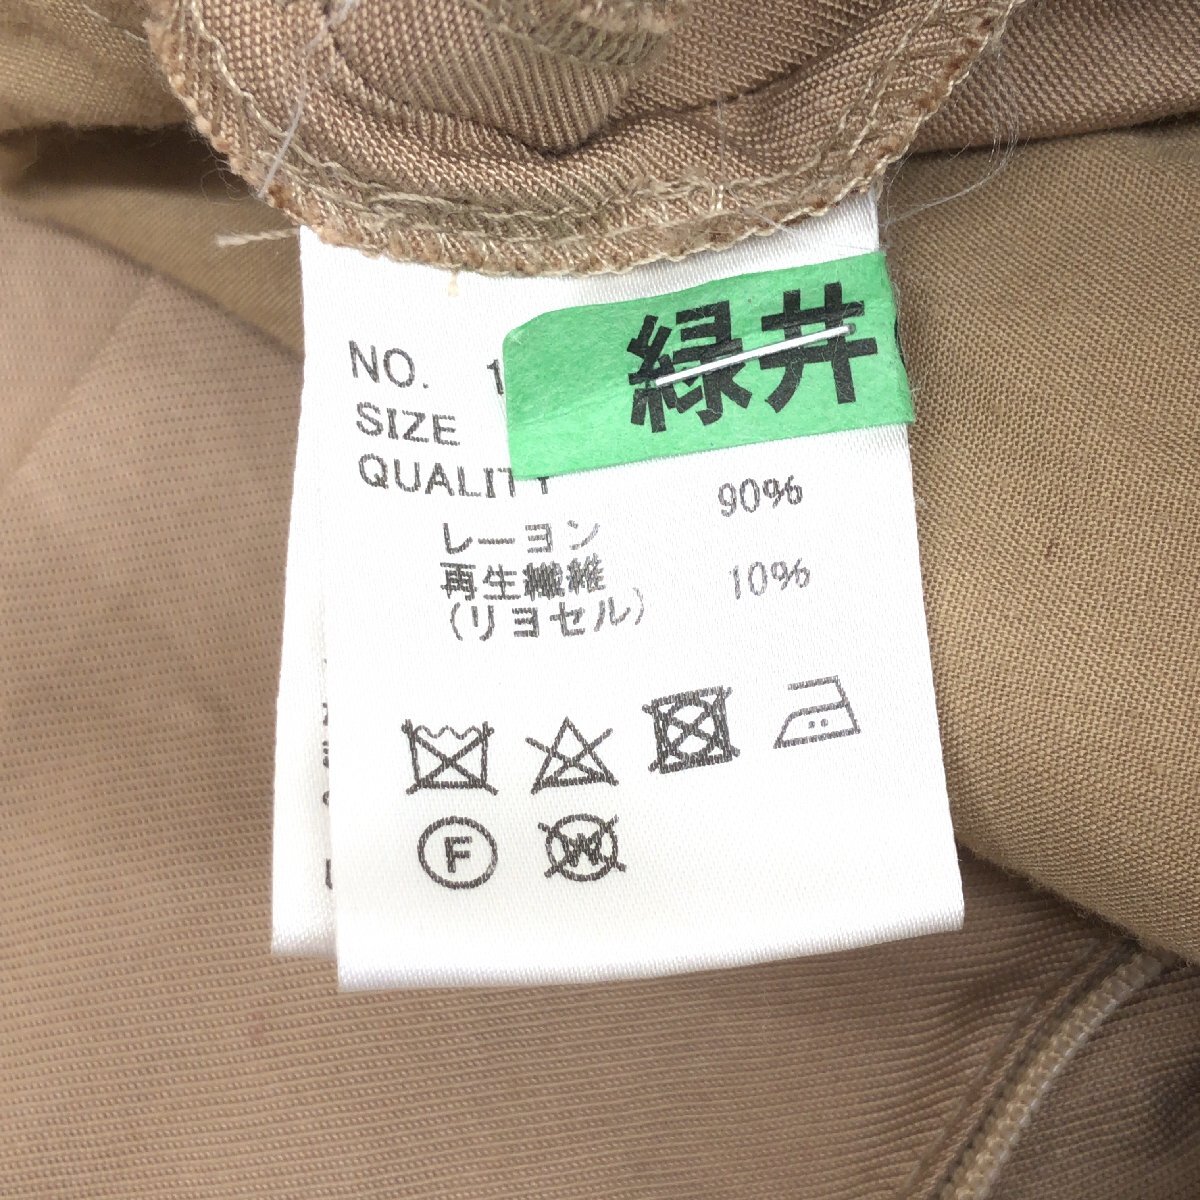 緑井
NO. 1
SIZE
QUALITY
レーヨン 90%
再生繊維 10%
(リヨセル)
F
W